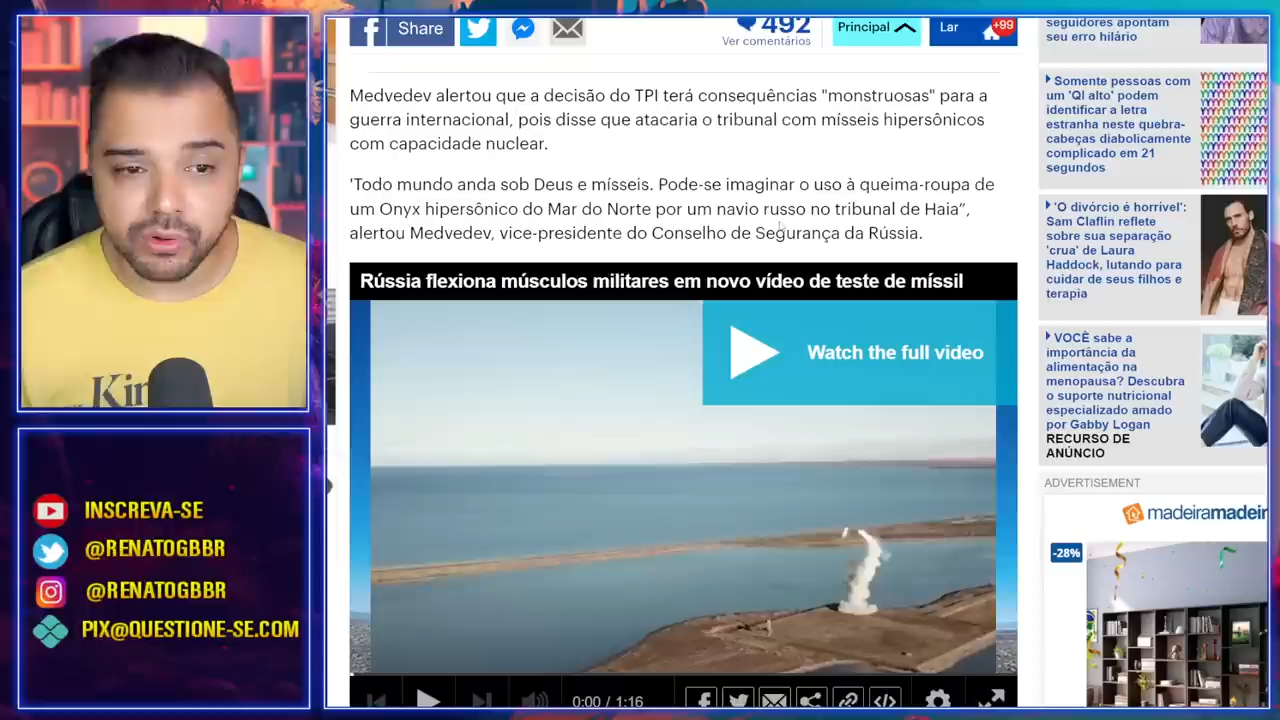 Share
492
Ver comentários
Principal
Lar
+99
Medvedev alertou que a decisão do TPI terá consequências "monstruosas" para a
guerra internacional, pois disse que atacaria o tribunal com mísseis hipersônicos
com capacidade nuclear.
'Todo mundo anda sob Deus e mísseis. Pode-se imaginar o uso à queima-roupa de
um Onyx hipersônico do Mar do Norte por um navio russo no tribunal de Haia”,
alertou Medvedev, vice-presidente do Conselho de Segurança da Rússia.
Rússia flexiona músculos militares em novo vídeo de teste de míssil
Watch the full video
0:00 / 1:16
seguidores apontam
seu erro hilário
Somente pessoas com
um 'QI alto' podem
identificar a letra
estranha neste quebra-
cabeças diabolicamente
complicado em 21
segundos
'O divórcio é horrível':
Sam Claflin reflete
sobre sua separação
'crua' de Laura
Haddock, lutando para
cuidar de seus filhos e
terapia
VOCÊ sabe a
importância da
alimentação na
menopausa? Descubra
o suporte nutricional
especializado amado
por Gabby Logan
RECURSO DE
ANÚNCIO
ADVERTISEMENT
madeiramadeir
-28%
INSCREVA-SE
@RENATOGBBR
@RENATOGBBR
PIX@QUESTIONE-SE.COM